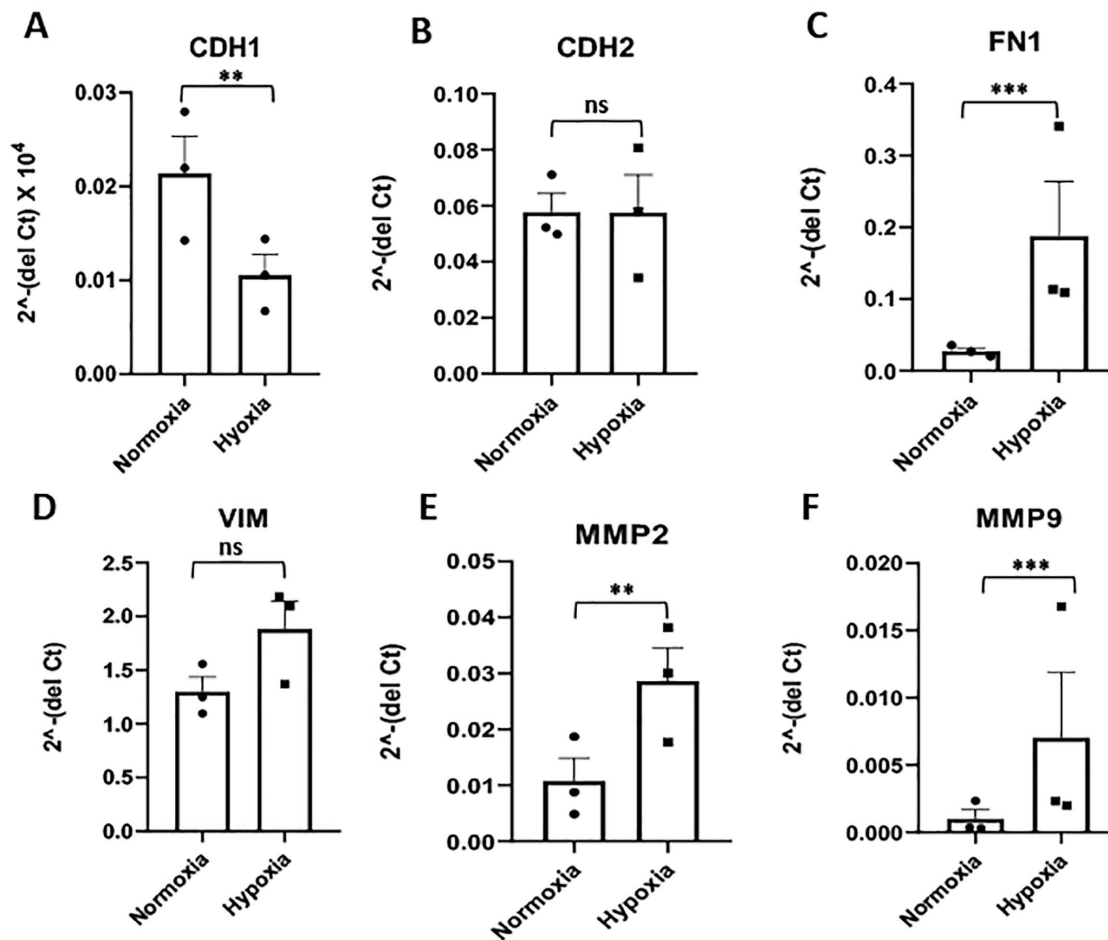 A
CDH1
**
2^-(del Ct) X 10⁴
0.03
0.02
0.01
0.00
Normoxia
Hyoxia
B
CDH2
ns
2^-(del Ct)
0.10
0.08
0.06
0.04
0.02
0.00
Normoxia
Hypoxia
C
FN1
***
2^-(del Ct)
0.4
0.3
0.2
0.1
0.0
Normoxia
Hypoxia
D
VIM
ns
2^-(del Ct)
2.5
2.0
1.5
1.0
0.5
0.0
Normoxia
Hypoxia
E
MMP2
**
2^-(del Ct)
0.05
0.04
0.03
0.02
0.01
0.00
Normoxia
Hypoxia
F
MMP9
***
2^-(del Ct)
0.020
0.015
0.010
0.005
0.000
Normoxia
Hypoxia